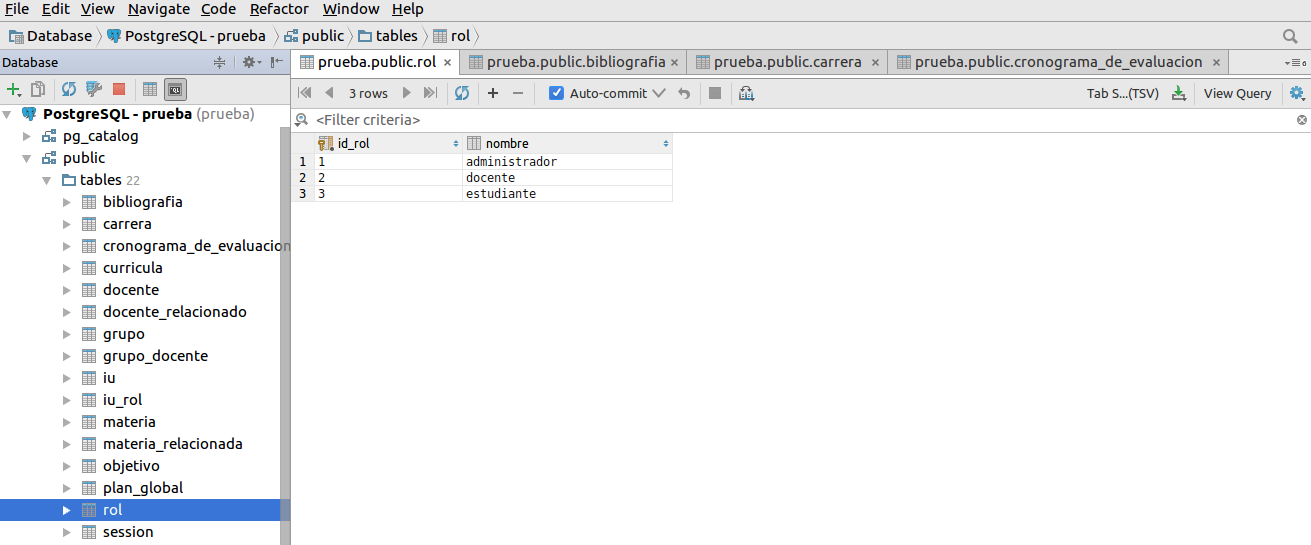 File Edit View Navigate Code Refactor Window Help
Database PostgreSQL - prueba public tables rol
Database
prueba.public.rol prueba.public.bibliografia prueba.public.carrera prueba.public.cronograma_de_evaluacion 6
3 rows Auto-commit Tab S...(TSV) View Query
<Filter criteria>
id_rol nombre
1 1 administrador
2 2 docente
3 3 estudiante
PostgreSQL - prueba (prueba)
pg_catalog
public
tables 22
bibliografia
carrera
cronograma_de_evaluacion
curricula
docente
docente_relacionado
grupo
grupo_docente
iu
iu_rol
materia
materia_relacionada
objetivo
plan_global
rol
session